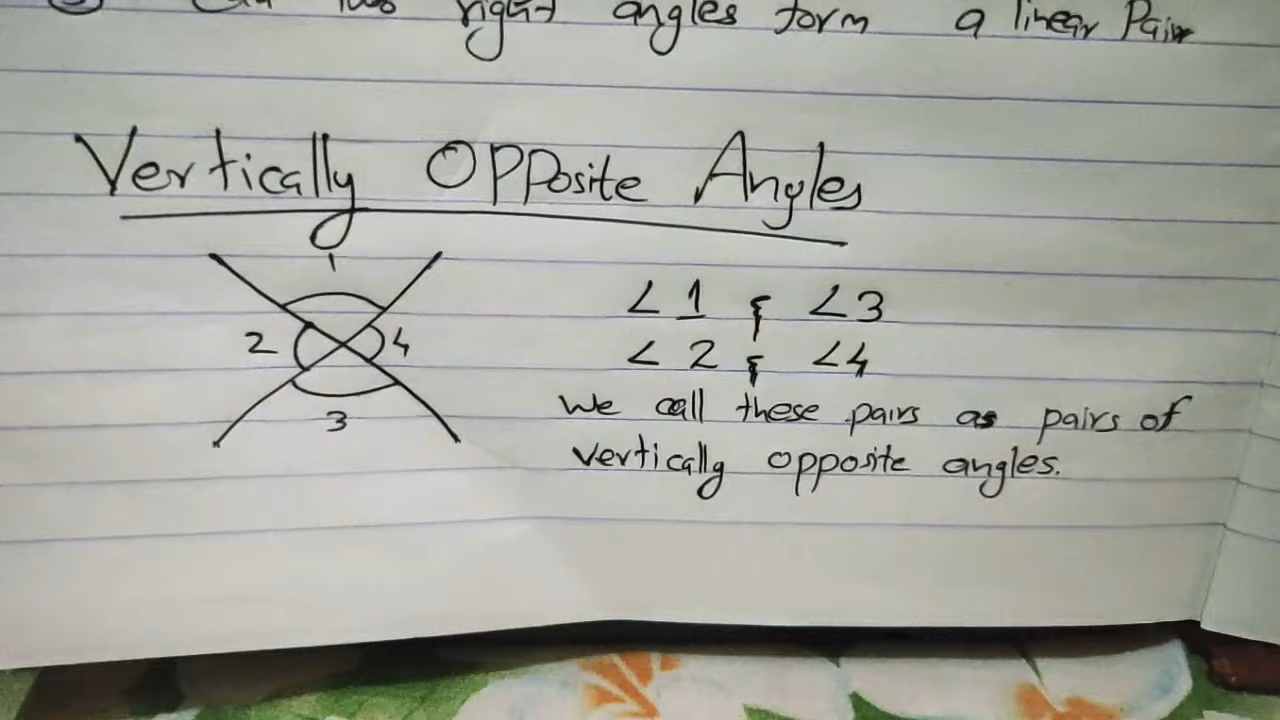 Can two right angles form a linear Pair
Vertically Opposite Angles
1
2
4
3
∠1 & ∠3
∠2 & ∠4
We call these pairs as pairs of
vertically opposite angles.